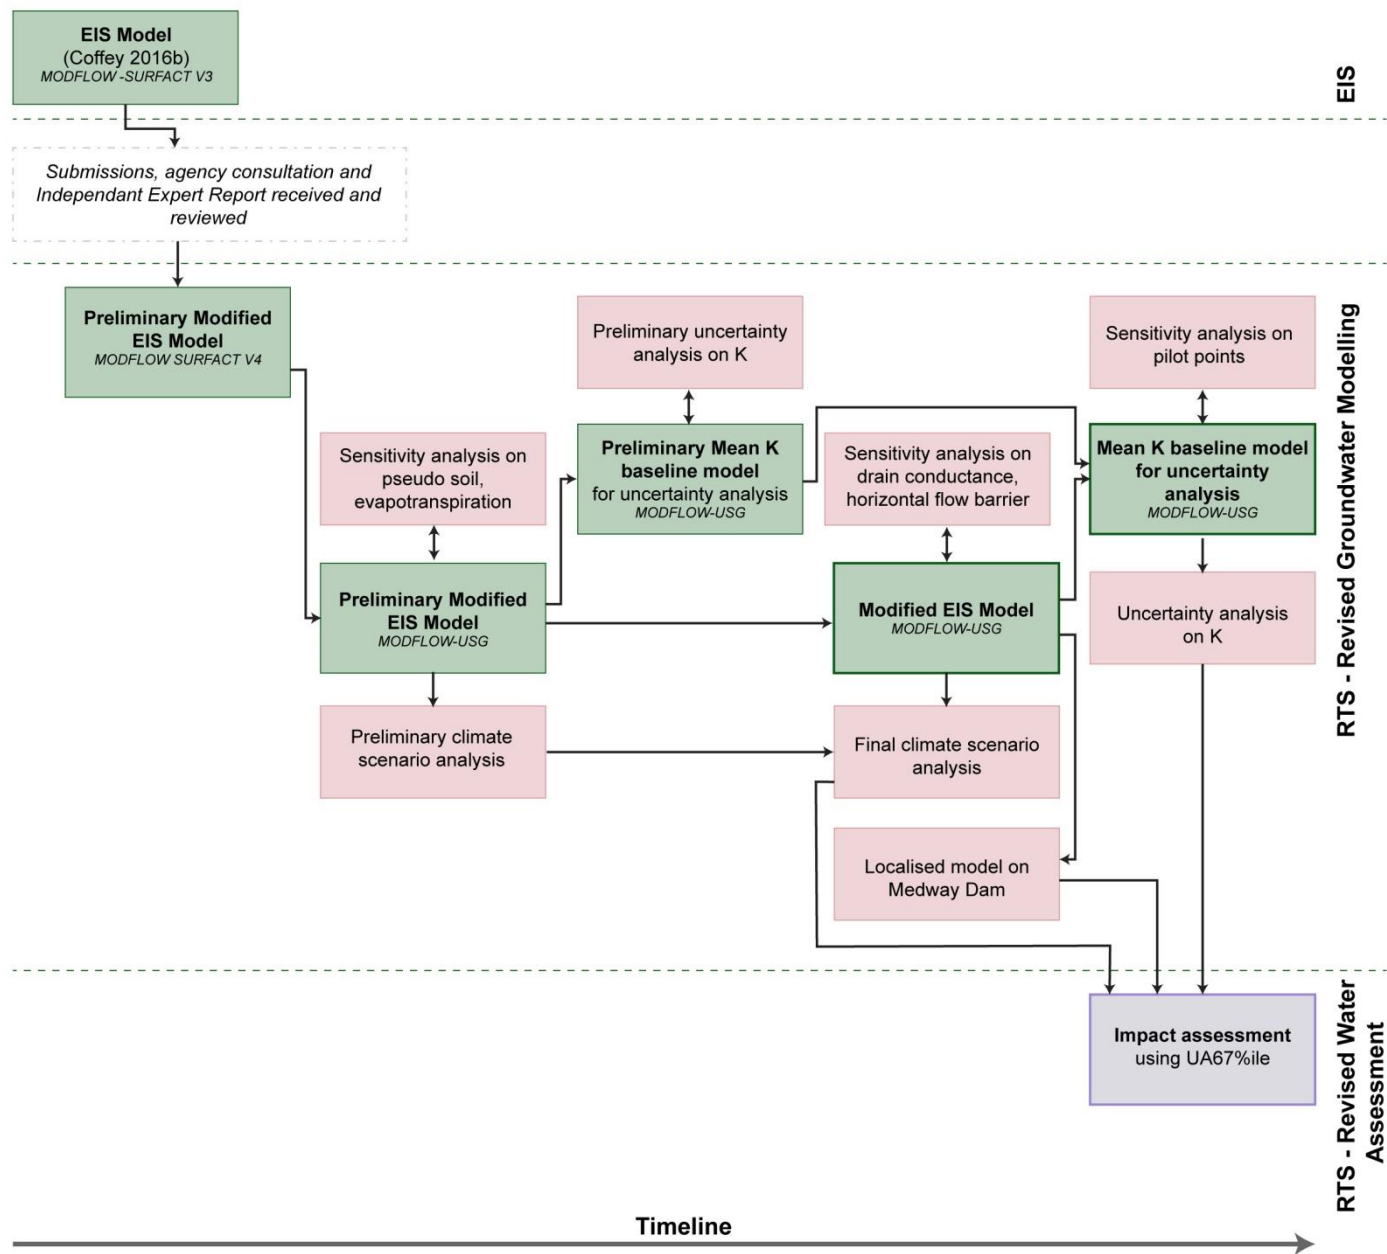 EIS Model
(Coffey 2016b)
MODFLOW -SURFACT V3
EIS
Submissions, agency consultation and
Independant Expert Report received and
reviewed
Preliminary Modified
EIS Model
MODFLOW SURFACT V4
Preliminary uncertainty
analysis on K
Sensitivity analysis on
pilot points
Sensitivity analysis on
pseudo soil,
evapotranspiration
Preliminary Mean K
baseline model
for uncertainty analysis
MODFLOW-USG
Sensitivity analysis on
drain conductance,
horizontal flow barrier
Mean K baseline model
for uncertainty
analysis
MODFLOW-USG
Preliminary Modified
EIS Model
MODFLOW-USG
Modified EIS Model
MODFLOW-USG
Uncertainty analysis
on K
Preliminary climate
scenario analysis
Final climate scenario
analysis
Localised model on
Medway Dam
RTS - Revised Groundwater Modelling
Impact assessment
using UA67%ile
RTS - Revised Water
Assessment
Timeline